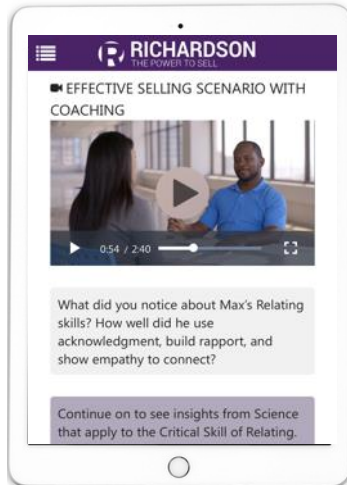 RICHARDSON
THE POWER TO SELL
EFFECTIVE SELLING SCENARIO WITH
COACHING
0:54 / 2:40
What did you notice about Max's Relating
skills? How well did he use
acknowledgment, build rapport, and
show empathy to connect?
Continue on to see insights from Science
that apply to the Critical Skill of Relating.